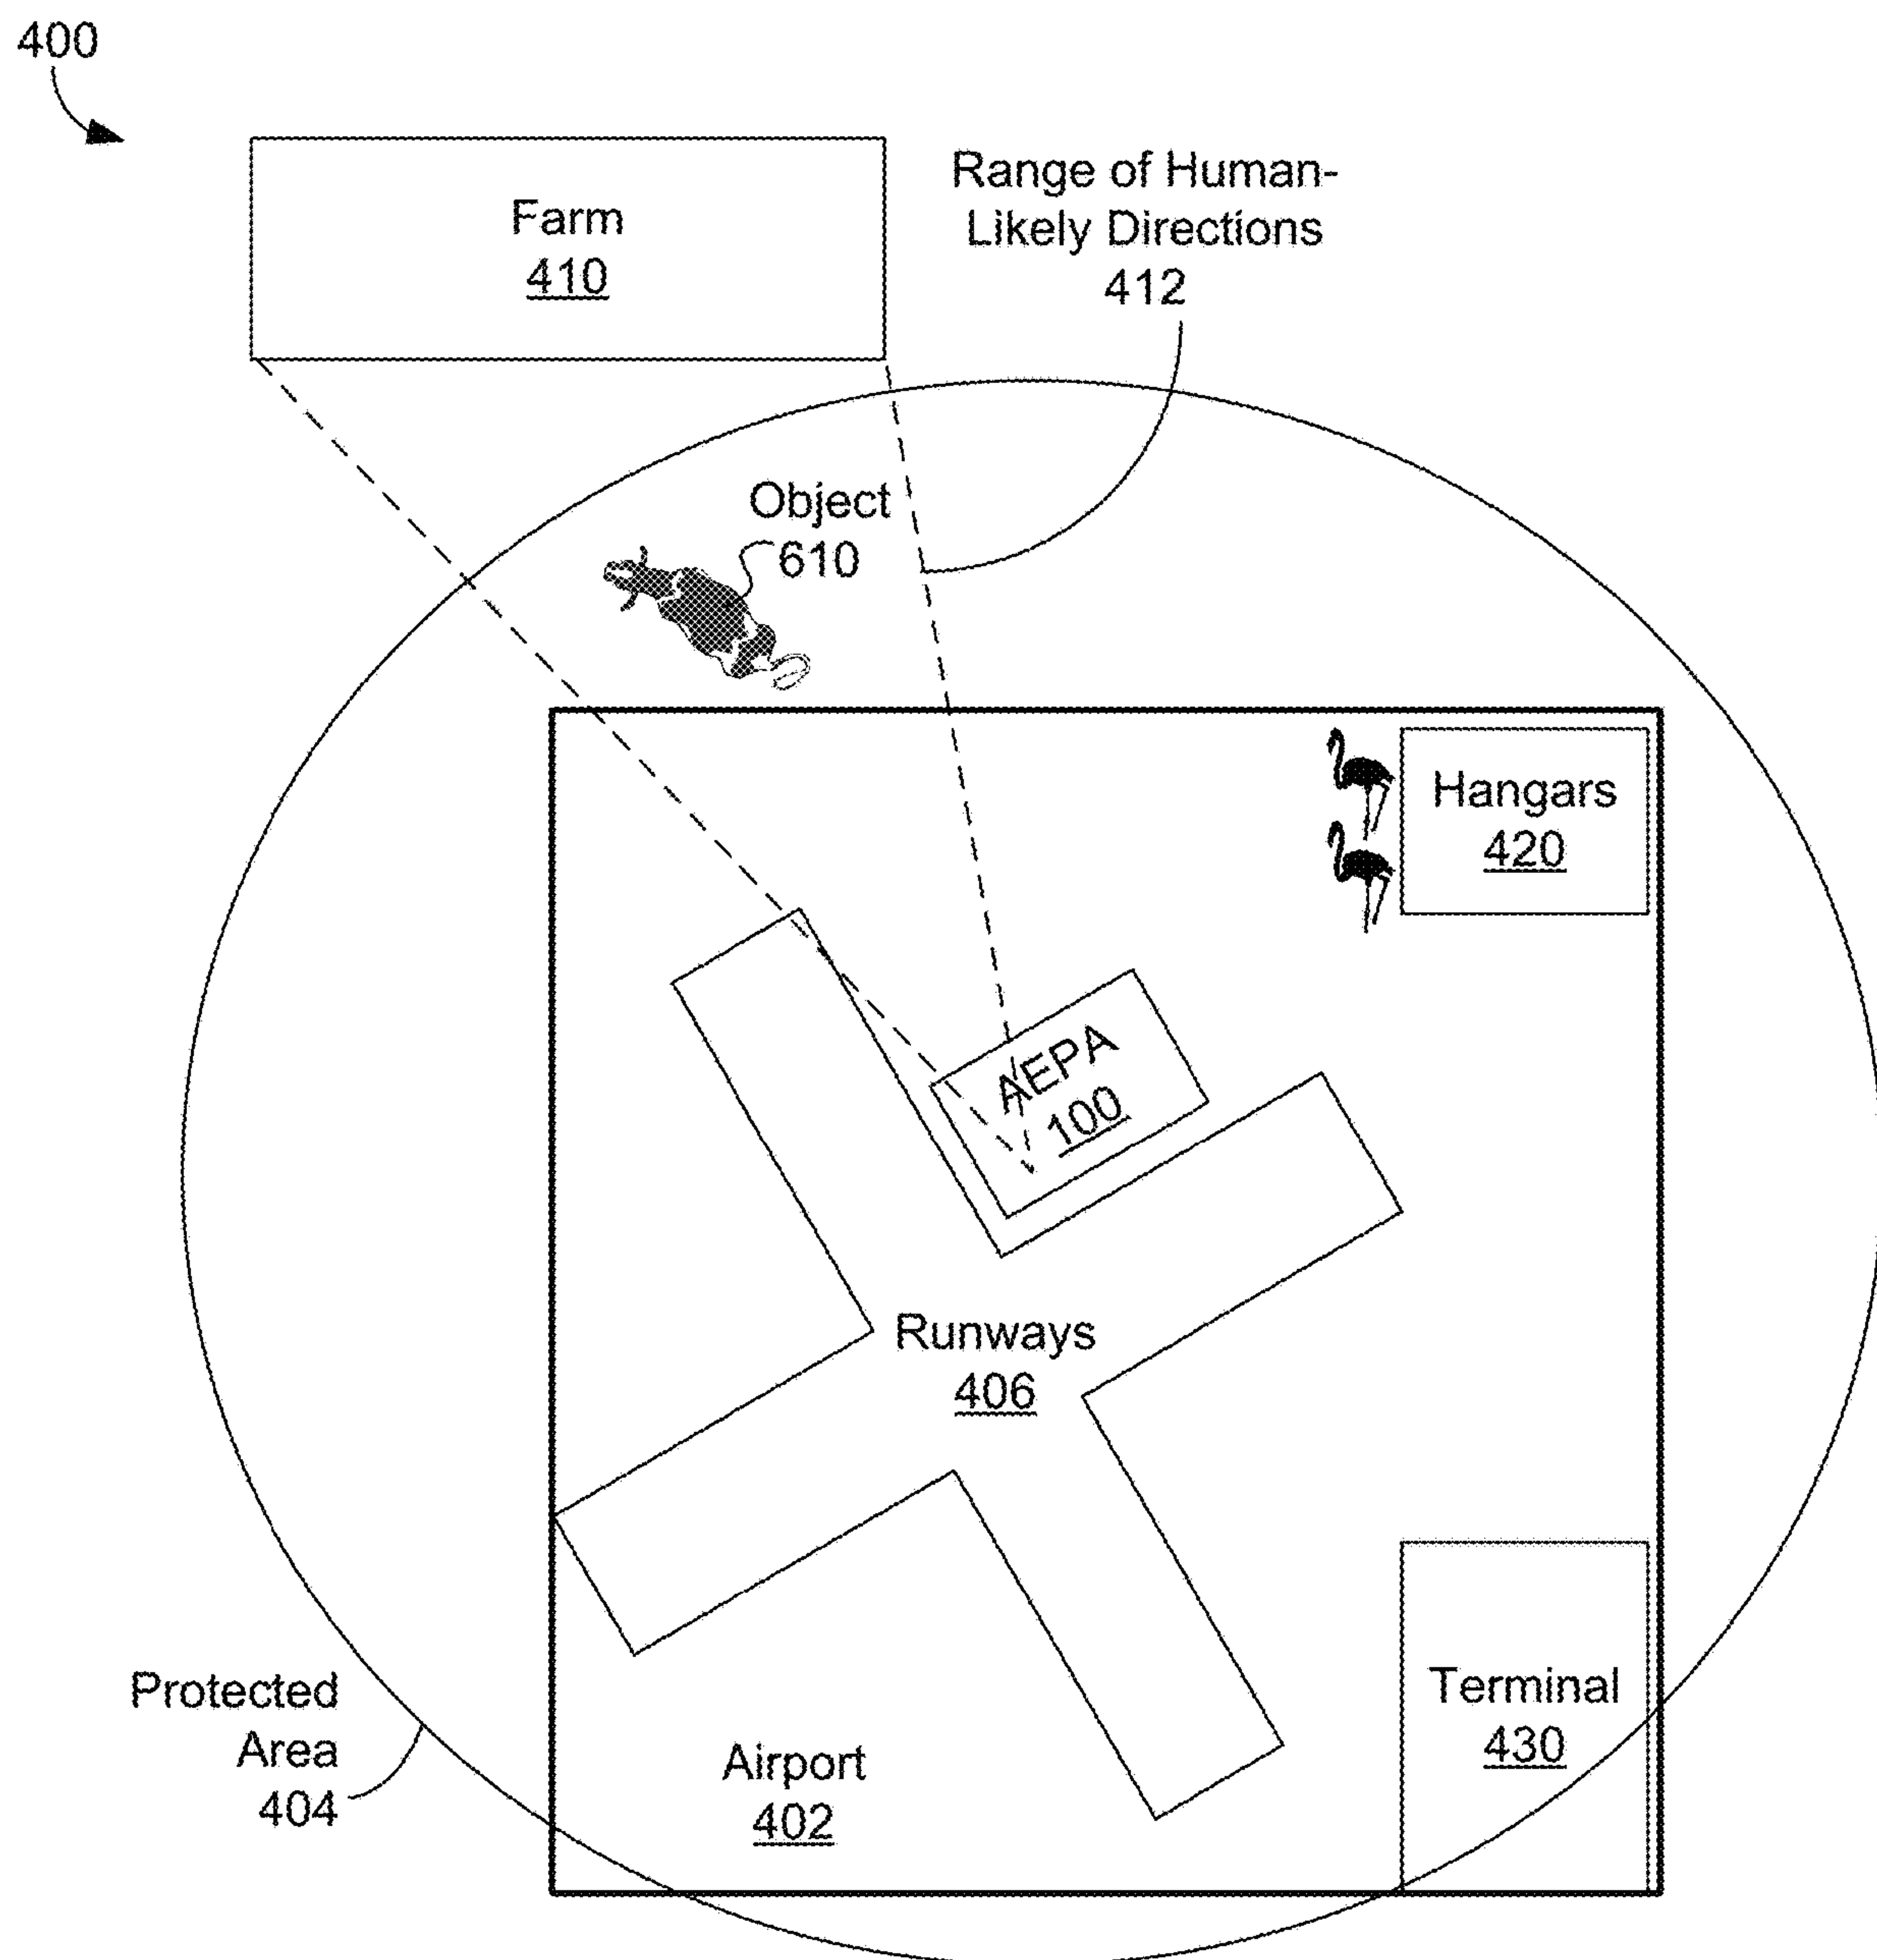 400
Farm
410
Range of Human-
Likely Directions
412
Object
610
Hangars
420
AEPA
100
Runways
406
Terminal
430
Protected
Area
404
Airport
402